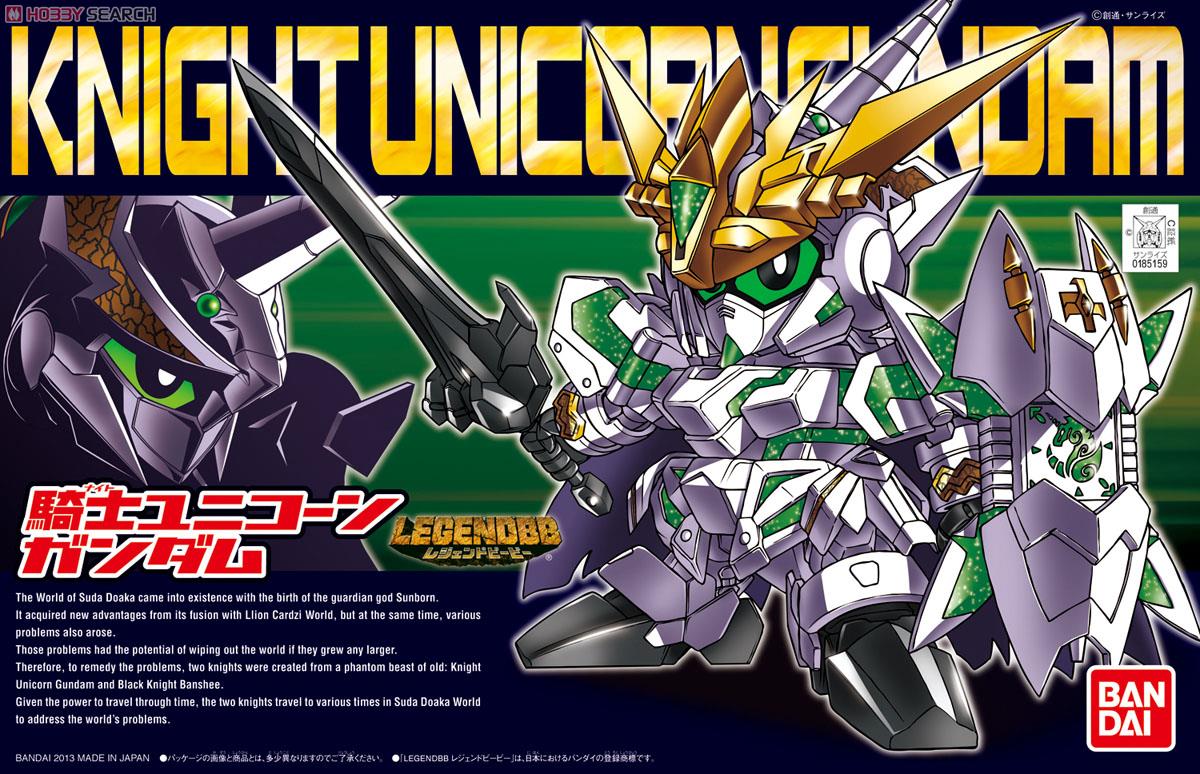 HOBBY SEARCH
©創通・サンライズ
KNIGHT UNICORN GUNDAM
創通
©
サンライズ
0185159
ナイト
騎士ユニコーン
ガンダム
LEGENDBB
レジェンドビービー
®
The World of Suda Doaka came into existence with the birth of the guardian god Sunborn.
It acquired new advantages from its fusion with Llion Cardzi World, but at the same time, various
problems also arose.
Those problems had the potential of wiping out the world if they grew any larger.
Therefore, to remedy the problems, two knights were created from a phantom beast of old: Knight
Unicorn Gundam and Black Knight Banshee.
Given the power to travel through time, the two knights travel to various times in Suda Doaka World
to address the world's problems.
BAN
DAI
BANDAI 2013 MADE IN JAPAN ●パッケージの画像と商品とは、多少異なりますのでご了承ください。 ●「LEGENDBB レジェンドビービー」は、日本におけるバンダイの登録商標です。